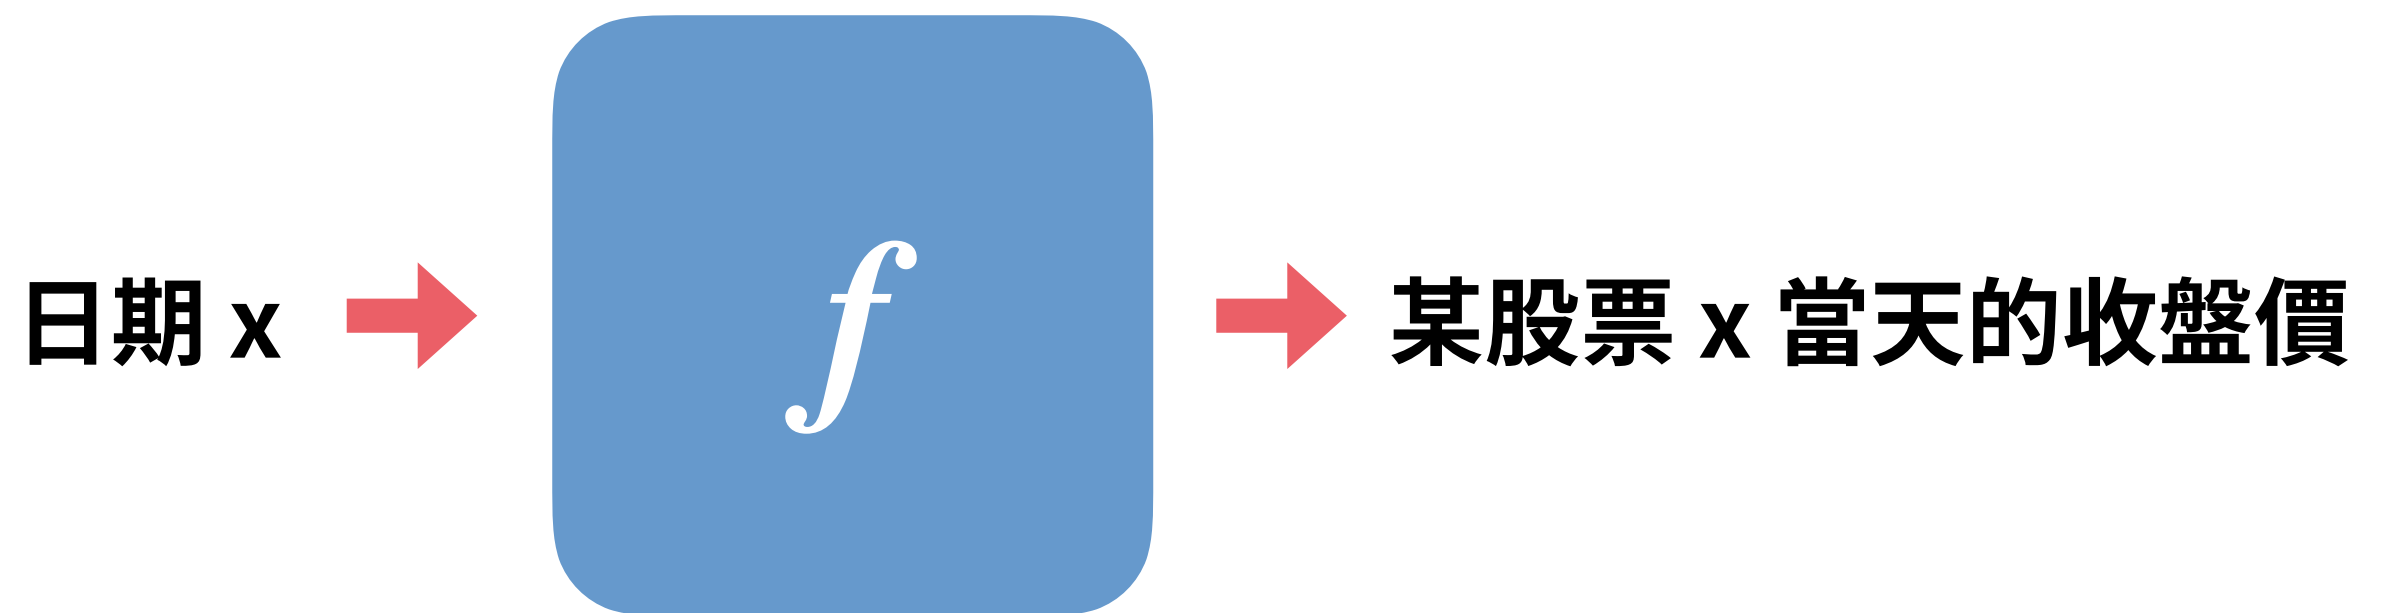 日期 x
f
某股票 x 當天的收盤價